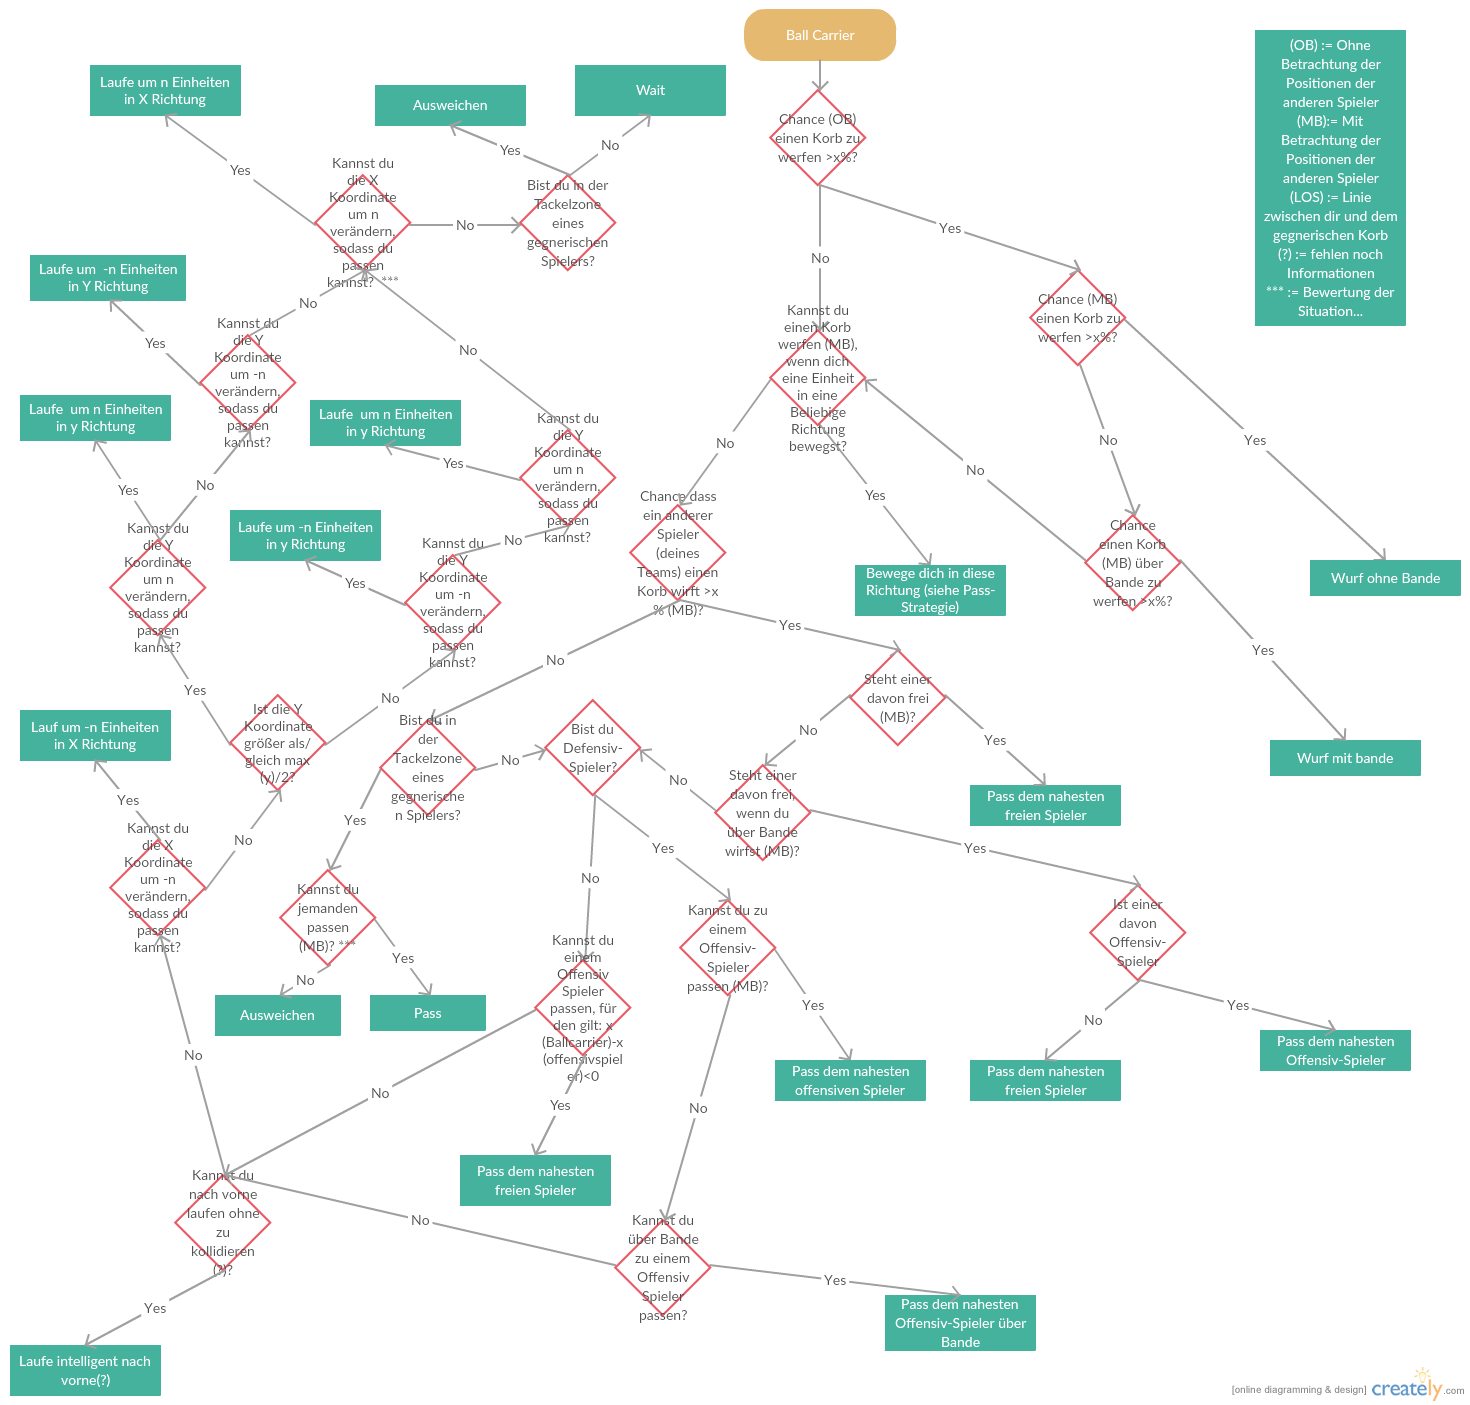 Ball Carrier
(OB) := Ohne
Betrachtung der
Positionen der
anderen Spieler
(MB):= Mit
Betrachtung der
Positionen der
anderen Spieler
(LOS) := Linie
zwischen dir und dem
gegnerischen Korb
(?) := fehlen noch
Informationen
*** := Bewertung der
Situation...
Laufe um n Einheiten
in X Richtung
Ausweichen
Wait
Chance (OB)
einen Korb zu
werfen >x%?
Yes
No
Yes
Kannst du
die X
Koordinate
um n
verändern,
sodass du
passen
kannst? ***
No
Bist du in der
Tackelzone
eines
gegnerischen
Spielers?
Yes
No
Laufe um -n Einheiten
in Y Richtung
No
Chance (MB)
einen Korb zu
werfen >x%?
Kannst du
einen Korb
werfen (MB),
wenn dich
eine Einheit
in eine
Beliebige
Richtung
bewegst?
Kannst du
die Y
Koordinate
um -n
verändern,
sodass du
passen
kannst?
Yes
No
Laufe um n Einheiten
in y Richtung
Laufe um n Einheiten
in y Richtung
Kannst du
die Y
Koordinate
um n
verändern,
sodass du
passen
kannst?
Yes
No
No
Yes
No
Yes
No
Yes
Laufe um -n Einheiten
in y Richtung
Kannst du
die Y
Koordinate
um n
verändern,
sodass du
passen
kannst?
Kannst du
die Y
Koordinate
um -n
verändern,
sodass du
passen
kannst?
No
Yes
Chance dass
ein anderer
Spieler
(deines
Teams) einen
Korb wirft >x
% (MB)?
Bewege dich in diese
Richtung (siehe Pass-
Strategie)
Chance
einen Korb
(MB) über
Bande zu
werfen >x%?
Wurf ohne Bande
Yes
No
Yes
Yes
No
Steht einer
davon frei
(MB)?
Lauf um -n Einheiten
in X Richtung
Ist die Y
Koordinate
größer als/
gleich max
(y)/2?
Bist du in
der
Tackelzone
eines
gegnerische
n Spielers?
No
Bist du
Defensiv-
Spieler?
No
Yes
Wurf mit bande
Steht einer
davon frei,
wenn du
über Bande
wirfst (MB)?
No
Pass dem nahesten
freien Spieler
Yes
Kannst du
die X
Koordinate
um -n
verändern,
sodass du
passen
kannst?
No
Yes
Yes
Yes
Kannst du
jemanden
passen
(MB)? ***
No
Kannst du zu
einem
Offensiv-
Spieler
passen (MB)?
Ist einer
davon
Offensiv-
Spieler
Yes
No
Ausweichen
Pass
Kannst du
einem
Offensiv
Spieler
passen, für
den gilt: x
(Ballcarrier)-x
(offensivspiel
er)<0
Yes
No
Yes
Pass dem nahesten
Offensiv-Spieler
No
No
Yes
No
Pass dem nahesten
offensiven Spieler
Pass dem nahesten
freien Spieler
Pass dem nahesten
freien Spieler
Kannst du
nach vorne
laufen ohne
zu
kollidieren
(?)?
No
Kannst du
über Bande
zu einem
Offensiv
Spieler
passen?
Yes
Yes
Pass dem nahesten
Offensiv-Spieler über
Bande
Laufe intelligent nach
vorne(?)
[online diagramming & design] creately.com